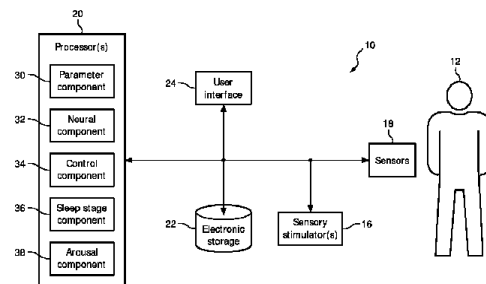 20
Processor(s)
30
Parameter
component
32
Neural
component
34
Control
component
36
Sleep stage
component
38
Arousal
component
24
User
interface
10
12
18
Sensors
22
Electronic
storage
Sensory
stimulator(s)
16